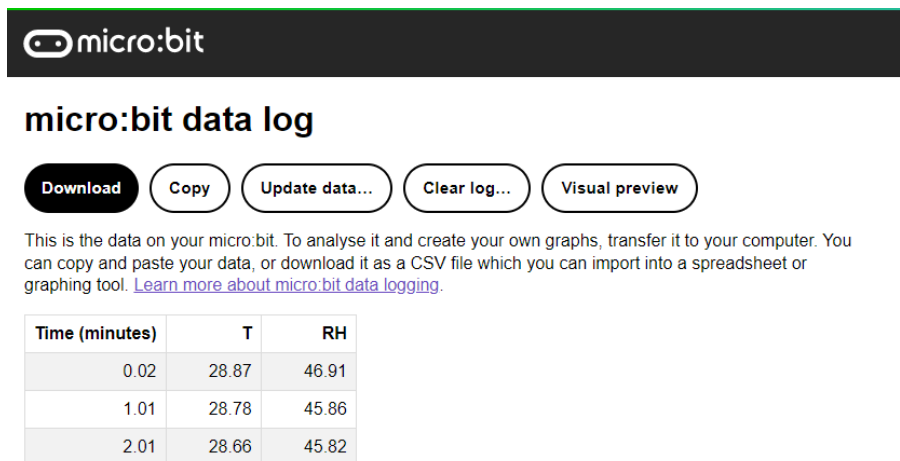 micro:bit
micro:bit data log
Download Copy Update data... Clear log... Visual preview
This is the data on your micro:bit. To analyse it and create your own graphs, transfer it to your computer. You
can copy and paste your data, or download it as a CSV file which you can import into a spreadsheet or
graphing tool. Learn more about micro:bit data logging.
Time (minutes) T RH
0.02 28.87 46.91
1.01 28.78 45.86
2.01 28.66 45.82